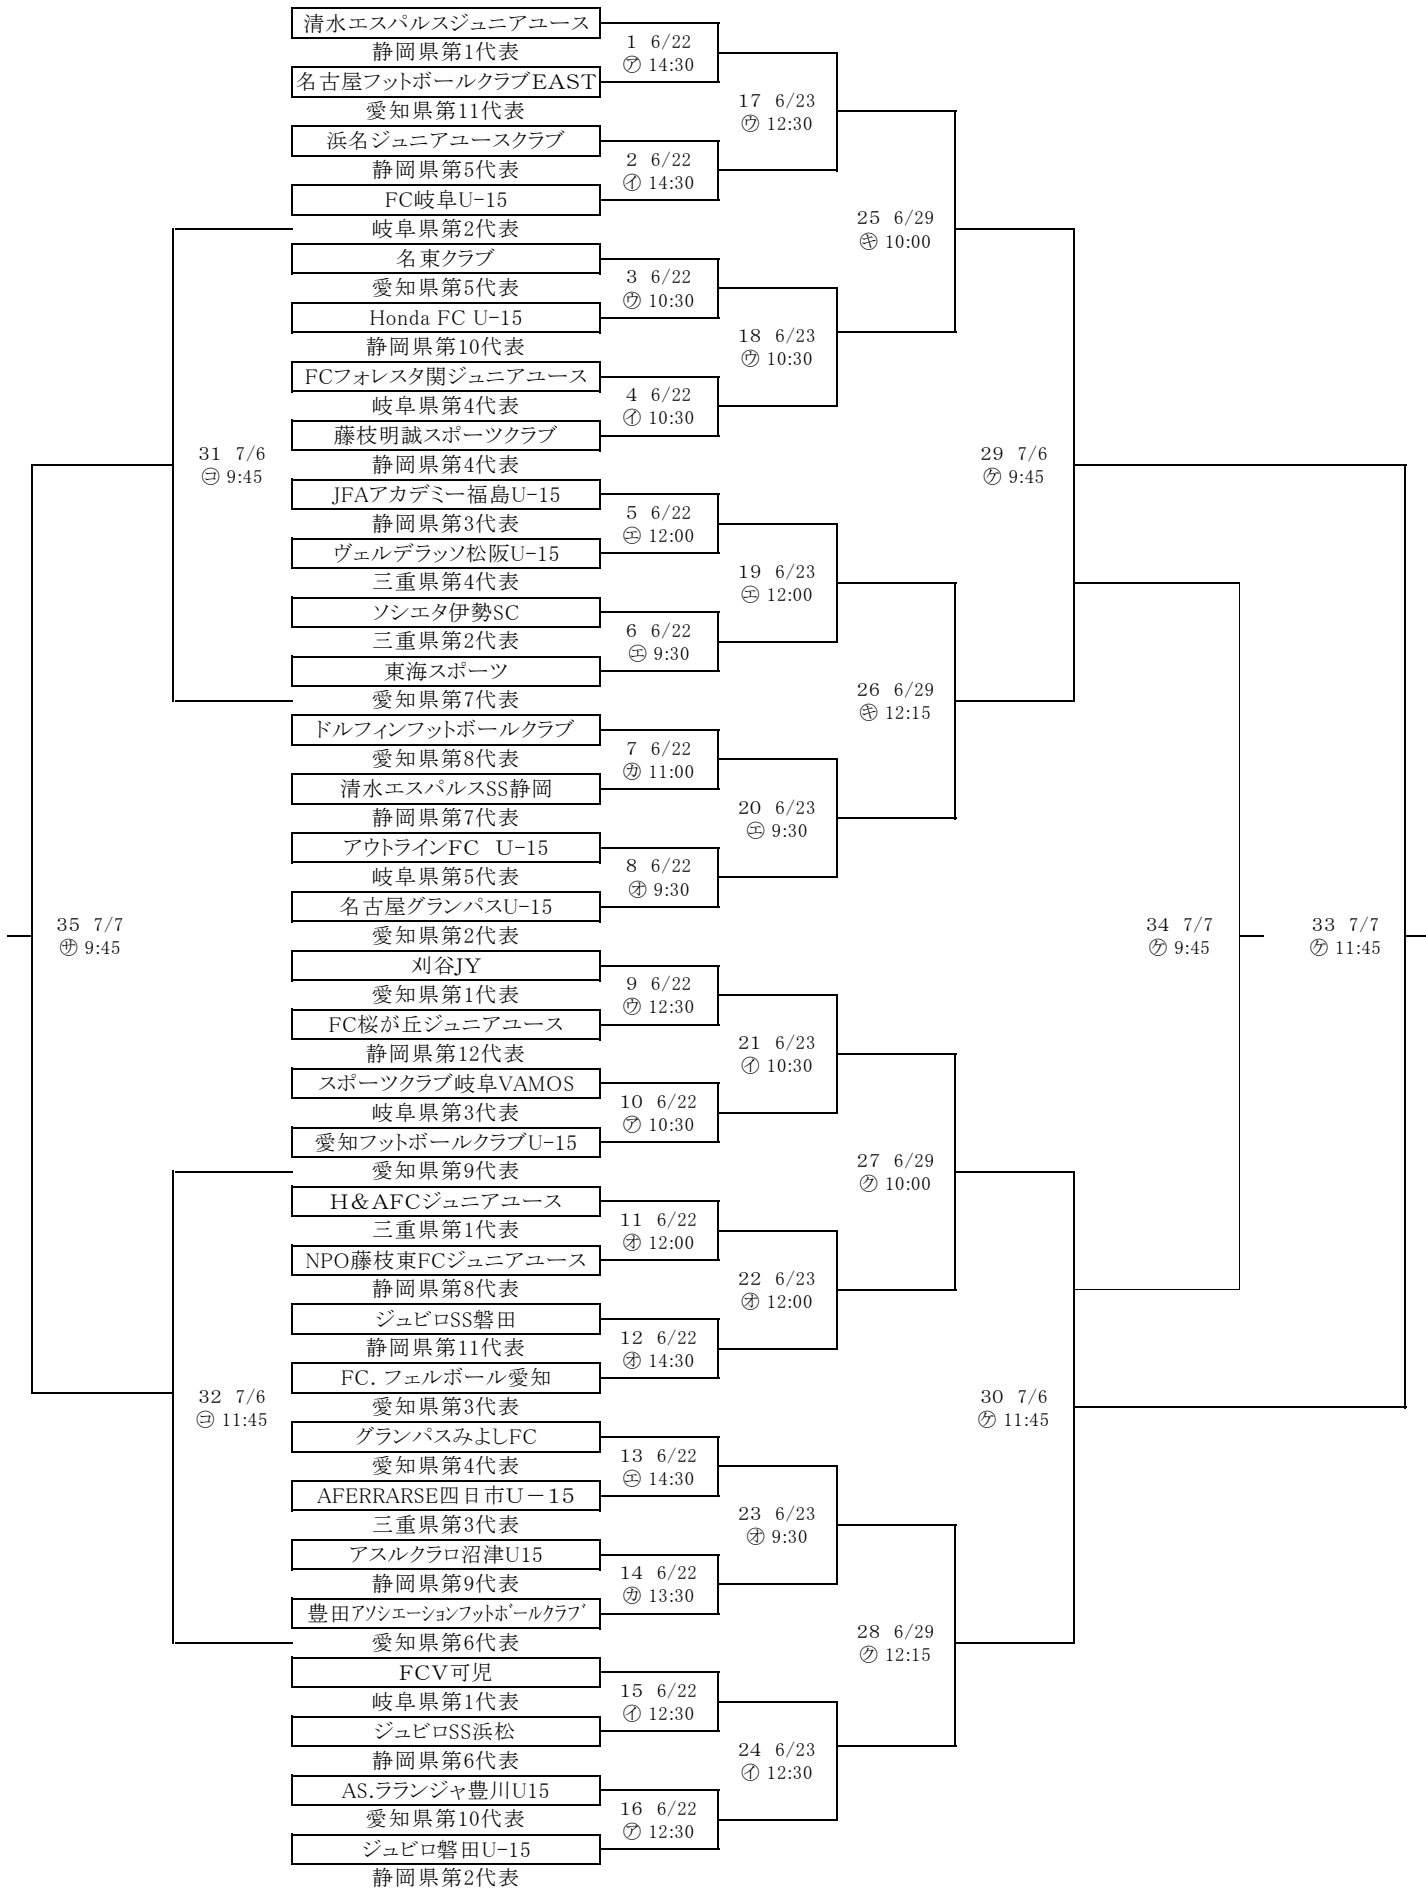 清水エスパルスジュニアユース
静岡県第1代表
名古屋フットボールクラブEAST
愛知県第11代表
浜名ジュニアユースクラブ
静岡県第5代表
FC岐阜U-15
岐阜県第2代表
名東クラブ
愛知県第5代表
Honda FC U-15
静岡県第10代表
FCフォレスタ関ジュニアユース
岐阜県第4代表
藤枝明誠スポーツクラブ
静岡県第4代表
JFAアカデミー福島U-15
静岡県第3代表
ヴェルデラッソ松阪U-15
三重県第4代表
ソシエタ伊勢SC
三重県第2代表
東海スポーツ
愛知県第7代表
ドルフィンフットボールクラブ
愛知県第8代表
清水エスパルスSS静岡
静岡県第7代表
アウトラインFC U-15
岐阜県第5代表
名古屋グランパスU-15
愛知県第2代表
刈谷JY
愛知県第1代表
FC桜が丘ジュニアユース
静岡県第12代表
スポーツクラブ岐阜VAMOS
岐阜県第3代表
愛知フットボールクラブU-15
愛知県第9代表
H&AFCジュニアユース
三重県第1代表
NPO藤枝東FCジュニアユース
静岡県第8代表
ジュビロSS磐田
静岡県第11代表
FC．フェルボール愛知
愛知県第3代表
グランパスみよしFC
愛知県第4代表
AFERRARSE四日市U－15
三重県第3代表
アスルクラロ沼津U15
静岡県第9代表
豊田アソシエーションフットボールクラブ
愛知県第6代表
FCV可児
岐阜県第1代表
ジュビロSS浜松
静岡県第6代表
AS.ラランジャ豊川U15
愛知県第10代表
ジュビロ磐田U-15
静岡県第2代表
1 6/22
㋐ 14:30
2 6/22
㋑ 14:30
3 6/22
㋒ 10:30
4 6/22
㋑ 10:30
5 6/22
㋓ 12:00
6 6/22
㋓ 9:30
7 6/22
㋕ 11:00
8 6/22
㋔ 9:30
9 6/22
㋒ 12:30
10 6/22
㋐ 10:30
11 6/22
㋔ 12:00
12 6/22
㋔ 14:30
13 6/22
㋓ 14:30
14 6/22
㋕ 13:30
15 6/22
㋑ 12:30
16 6/22
㋐ 12:30
17 6/23
㋒ 12:30
18 6/23
㋒ 10:30
19 6/23
㋓ 12:00
20 6/23
㋓ 9:30
21 6/23
㋑ 10:30
22 6/23
㋔ 12:00
23 6/23
㋔ 9:30
24 6/23
㋑ 12:30
25 6/29
㋖ 10:00
26 6/29
㋖ 12:15
27 6/29
㋗ 10:00
28 6/29
㋗ 12:15
29 7/6
㋘ 9:45
30 7/6
㋘ 11:45
31 7/6
㋙ 9:45
32 7/6
㋙ 11:45
33 7/7
㋘ 11:45
34 7/7
㋘ 9:45
35 7/7
㋚ 9:45